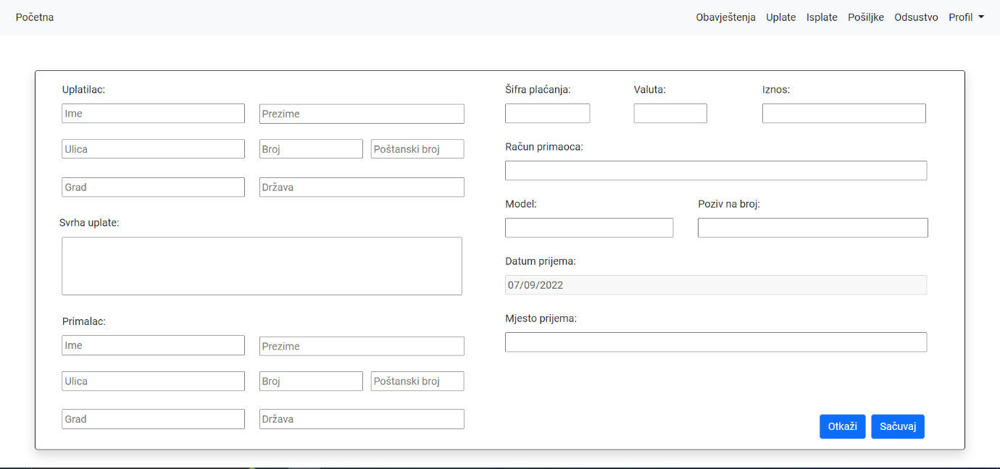 Početna
Obavještenja Uplate Isplate Pošiljke Odsustvo Profil
Uplatilac:
Ime Prezime
Ulica Broj Poštanski broj
Grad Država
Svrha uplate:
Primalac:
Ime Prezime
Ulica Broj Poštanski broj
Grad Država
Šifra plaćanja: Valuta: Iznos:
Račun primaoca:
Model: Poziv na broj:
Datum prijema:
07/09/2022
Mjesto prijema:
Otkaži Sačuvaj